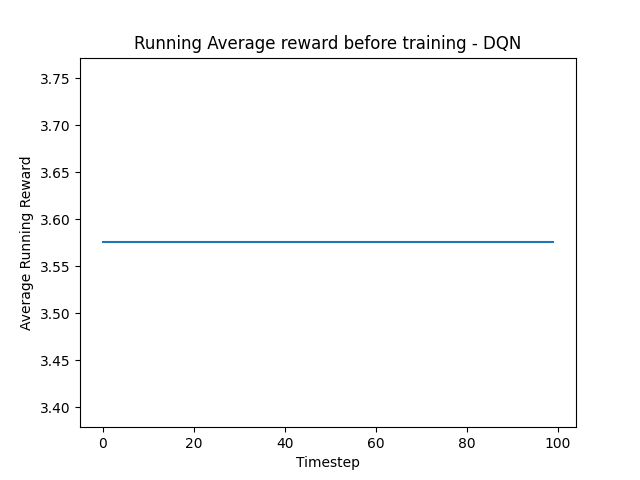 Running Average reward before training - DQN
3.75
3.70
3.65
3.60
3.55
3.50
3.45
3.40
Average Running Reward
0 20 40 60 80 100
Timestep